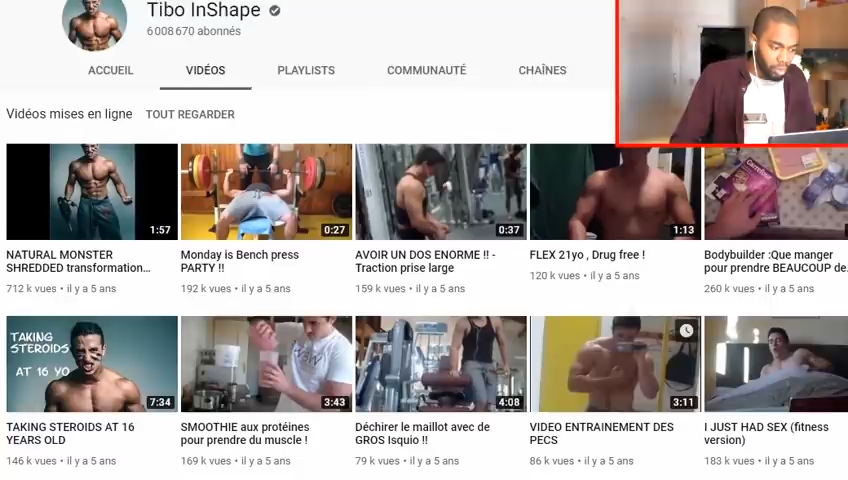 Tibo InShape
6 008 670 abonnés
ACCUEIL VIDÉOS PLAYLISTS COMMUNAUTÉ CHAÎNES
Vidéos mises en ligne TOUT REGARDER
1:57 0:27 0:37 1:13
NATURAL MONSTER
SHREDDED transformation...
712 k vues • il y a 5 ans
Monday is Bench press
PARTY !!
192 k vues • il y a 5 ans
AVOIR UN DOS ENORME !! -
Traction prise large
159 k vues • il y a 5 ans
FLEX 21yo , Drug free !
120 k vues • il y a 5 ans
Bodybuilder :Que manger
pour prendre BEAUCOUP de...
260 k vues • il y a 5 ans
TAKING
STEROIDS
AT 16 YO
7:34 3:43 4:08 3:11
TAKING STEROIDS AT 16
YEARS OLD
146 k vues • il y a 5 ans
SMOOTHIE aux protéines
pour prendre du muscle !
169 k vues • il y a 5 ans
Déchirer le maillot avec de
GROS Isquio !!
79 k vues • il y a 5 ans
VIDEO ENTRAINEMENT DES
PECS
86 k vues • il y a 5 ans
I JUST HAD SEX (fitness
version)
183 k vues • il y a 5 ans